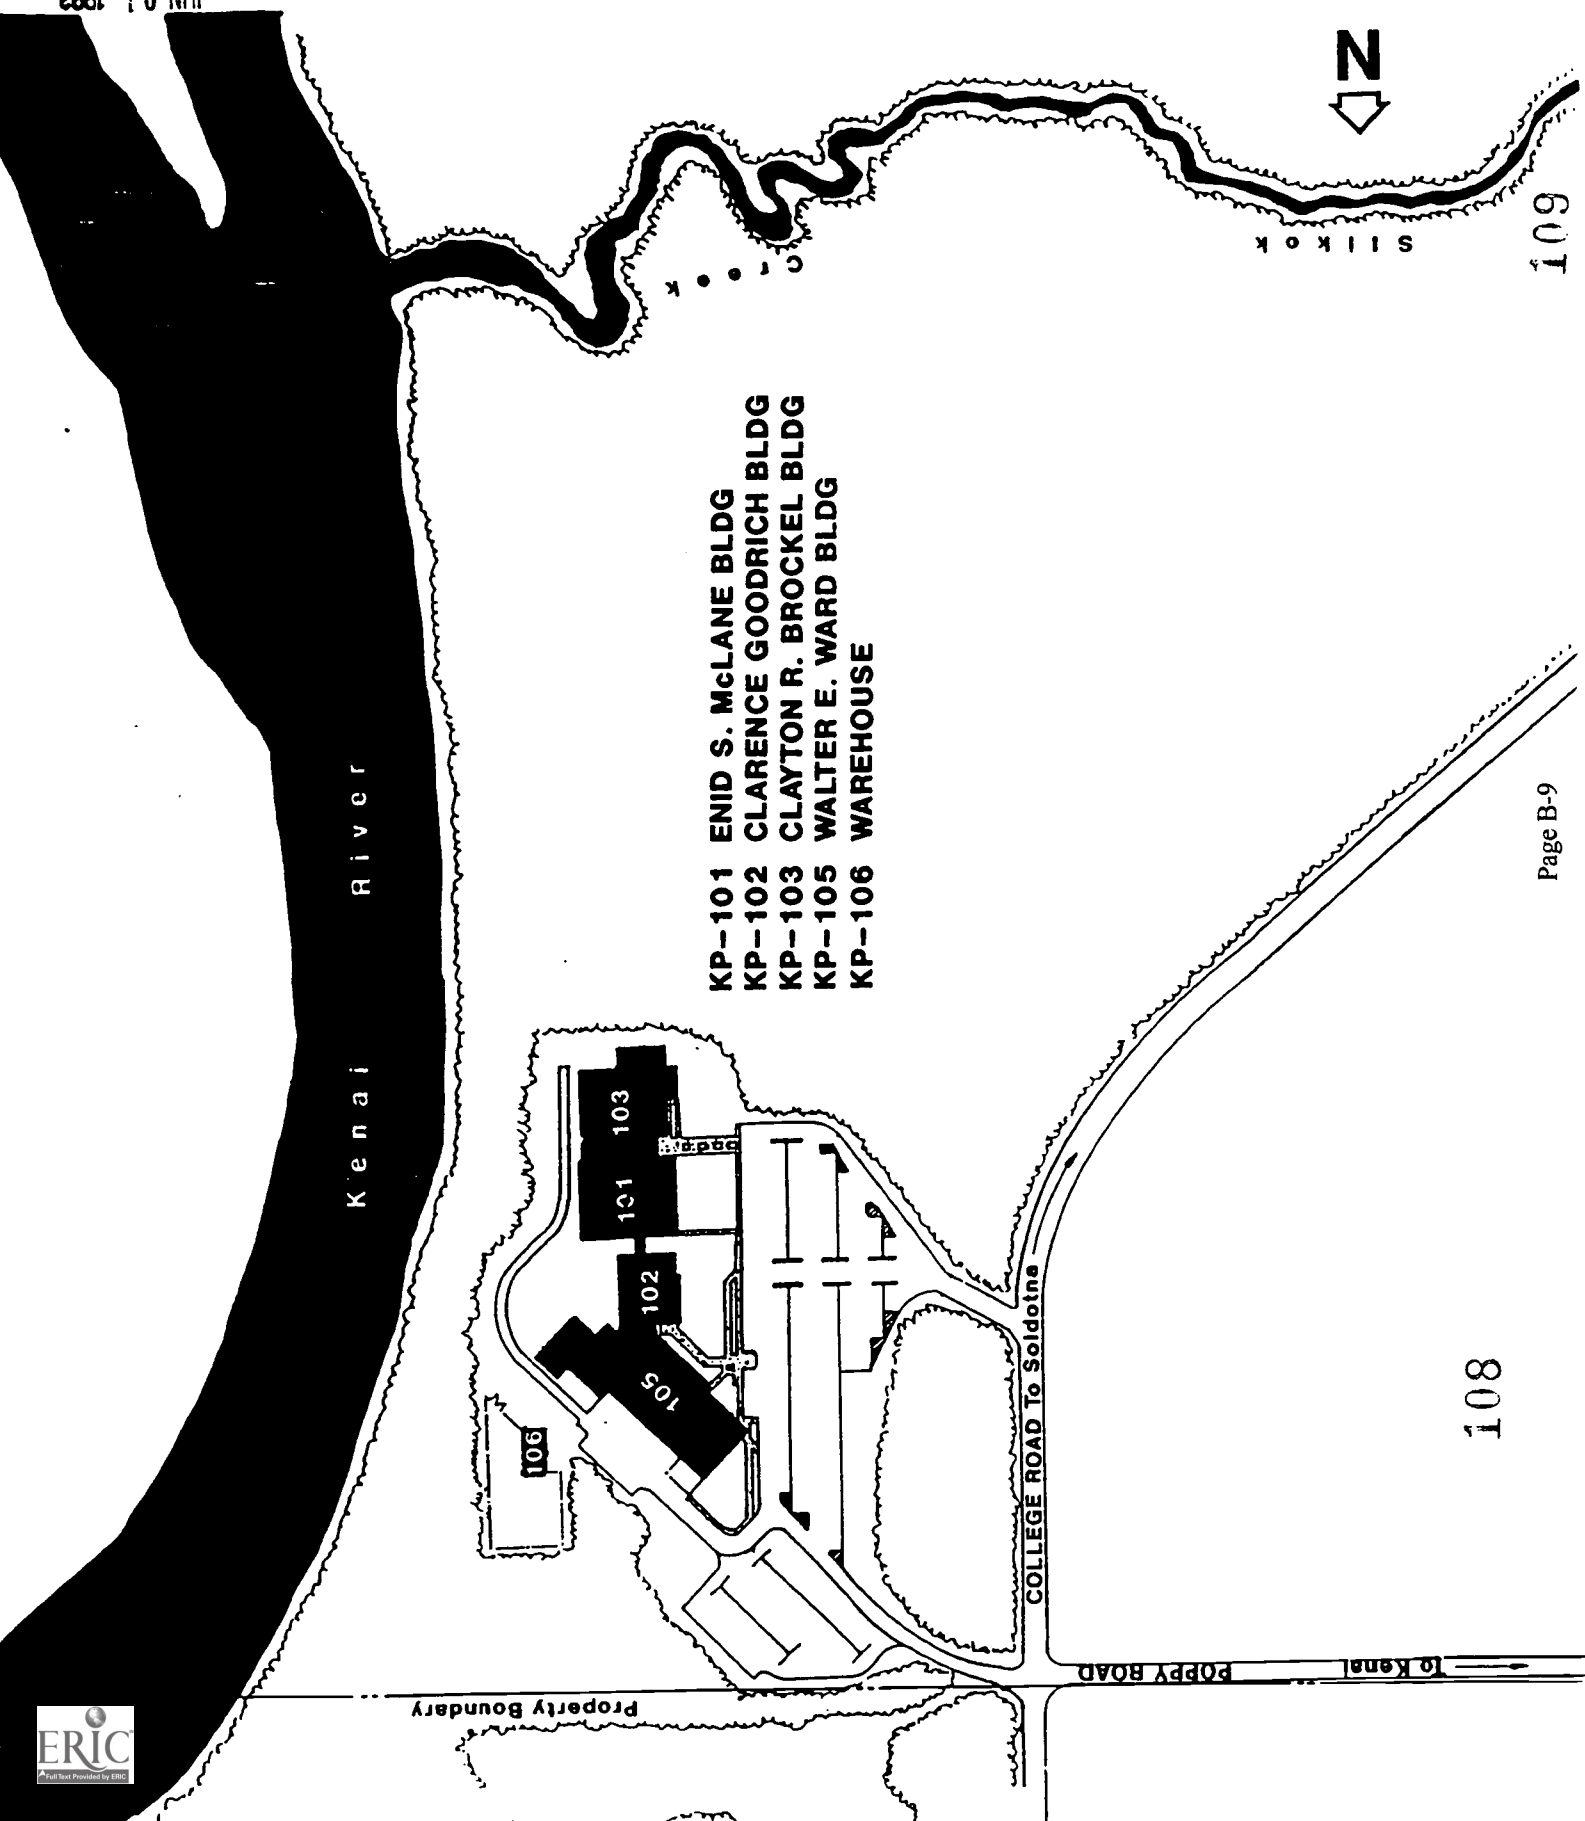 N
Slikok
Creek
109
Kenai River
KP-101 ENID S. McLANE BLDG
KP-102 CLARENCE GOODRICH BLDG
KP-103 CLAYTON R. BROCKEL BLDG
KP-105 WALTER E. WARD BLDG
KP-106 WAREHOUSE
103
101
102
105
106
COLLEGE ROAD To Soldotna
POPPY ROAD
To Kenai
Property Boundary
Page B-9
108
ERIC
Full Text Provided by ERIC